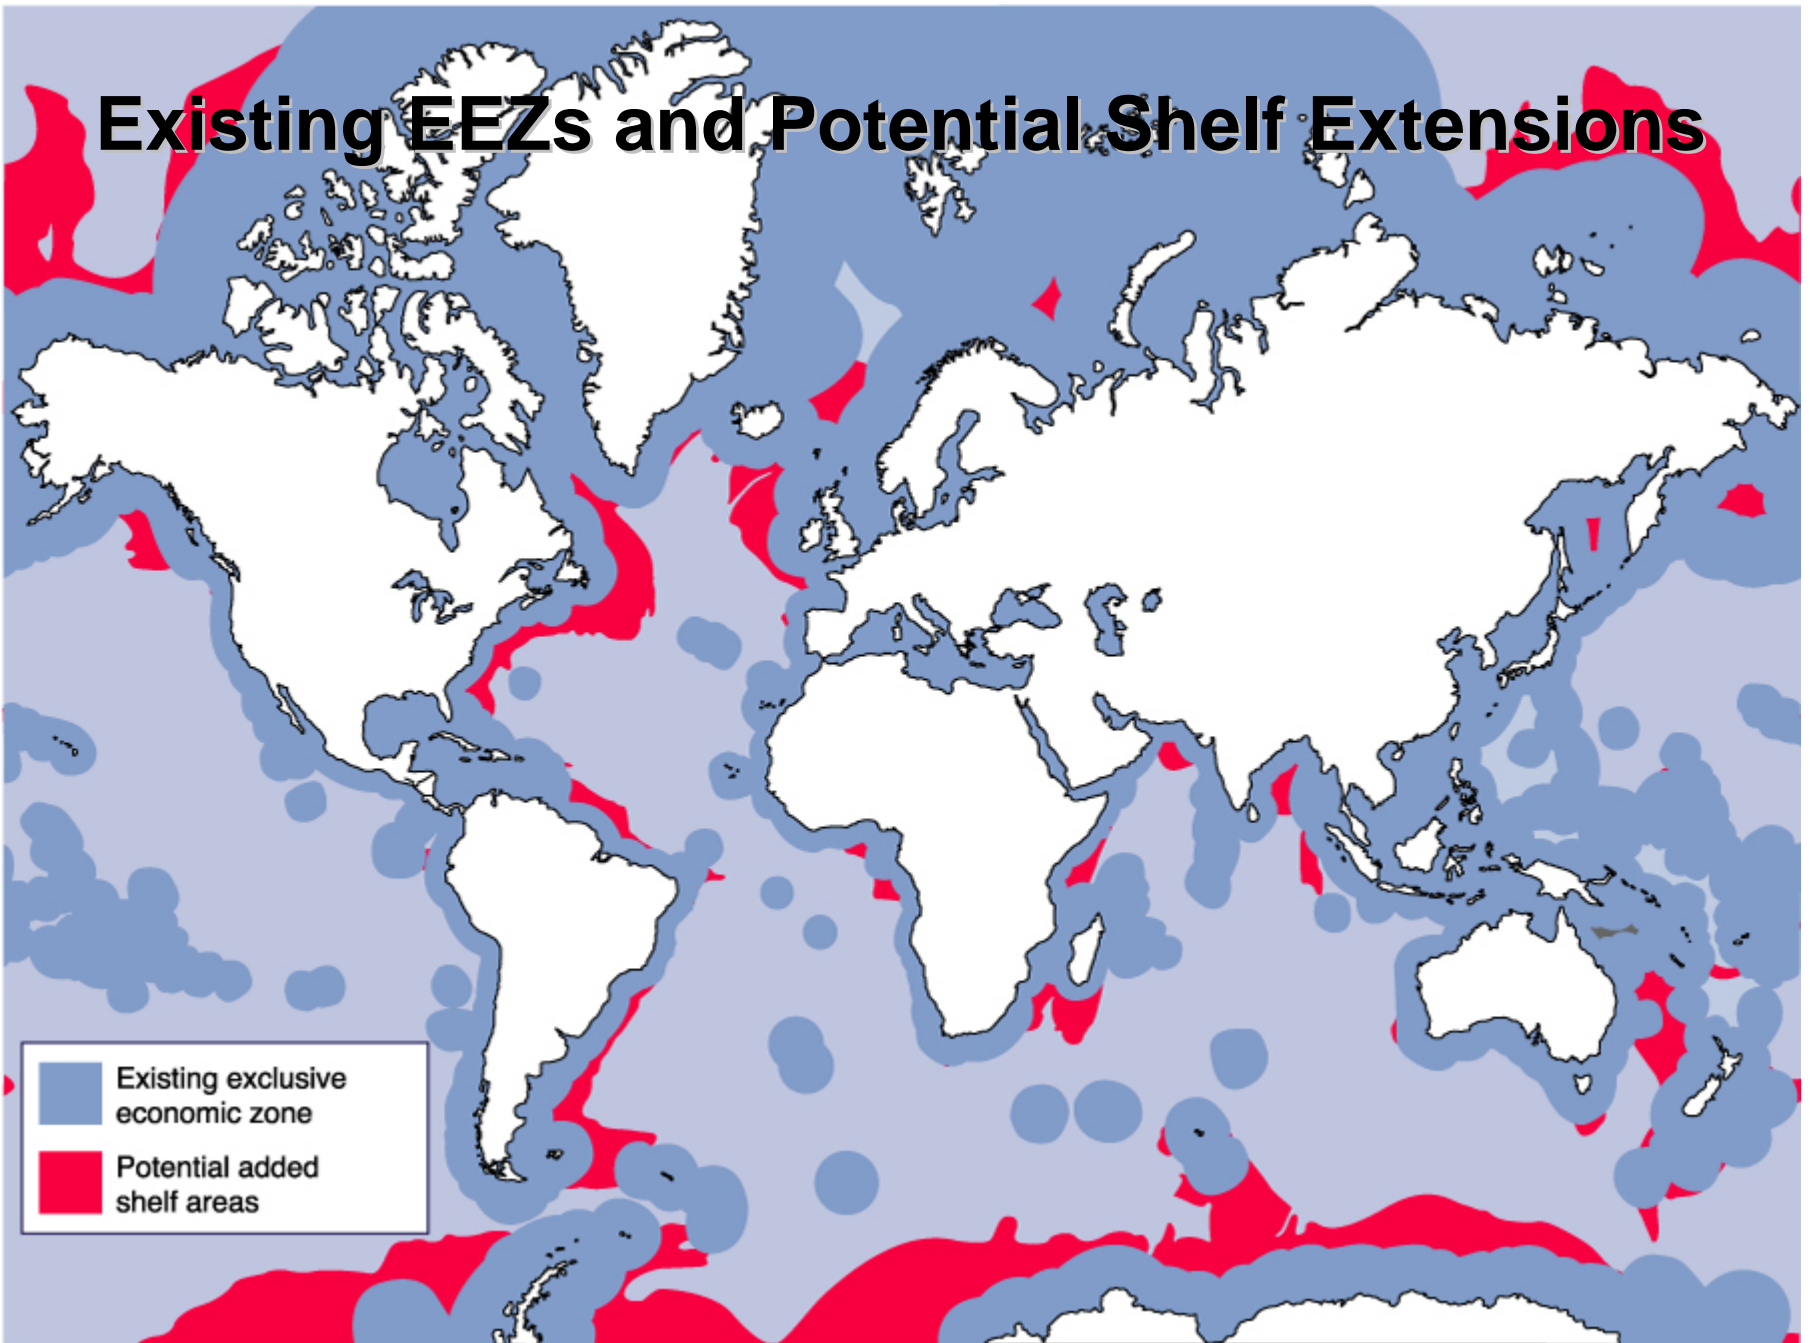 Existing EEZs and Potential Shelf Extensions
Existing exclusive
economic zone
Potential added
shelf areas